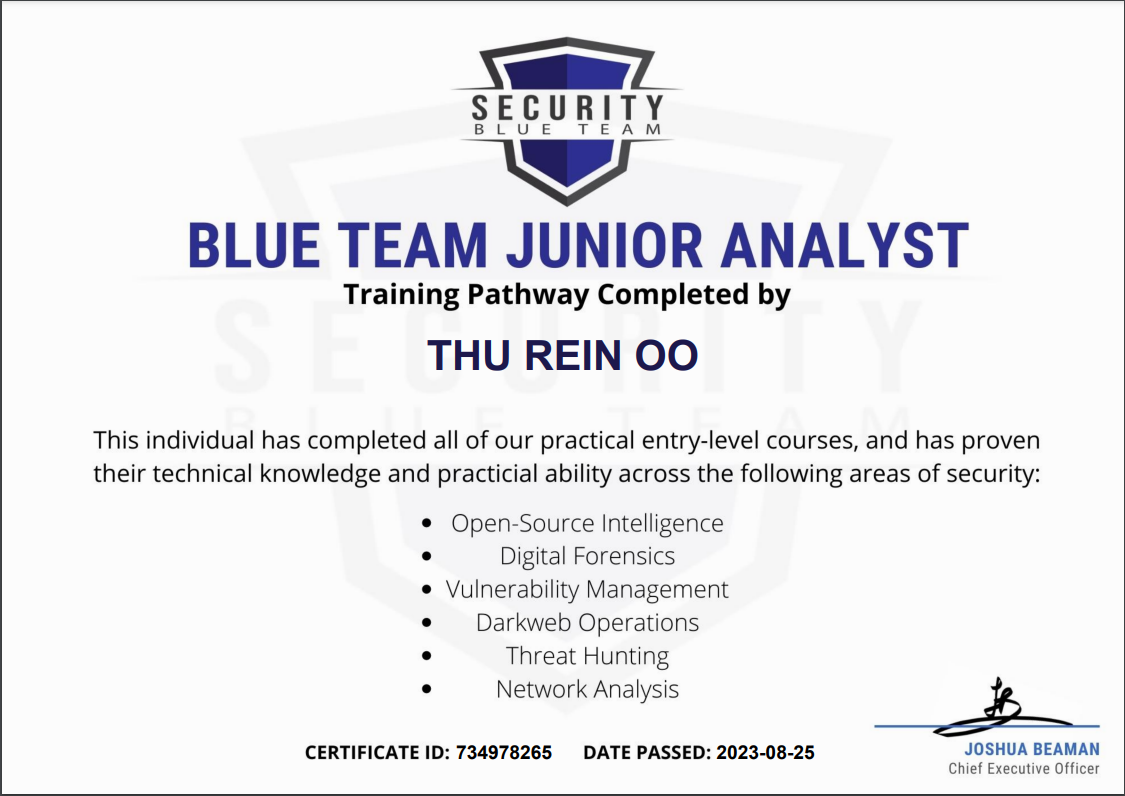 SECURITY
BLUE TEAM
BLUE TEAM JUNIOR ANALYST
Training Pathway Completed by
THU REIN OO
This individual has completed all of our practical entry-level courses, and has proven
their technical knowledge and practicial ability across the following areas of security:
• Open-Source Intelligence
• Digital Forensics
• Vulnerability Management
• Darkweb Operations
• Threat Hunting
• Network Analysis
CERTIFICATE ID: 734978265 DATE PASSED: 2023-08-25
JOSHUA BEAMAN
Chief Executive Officer